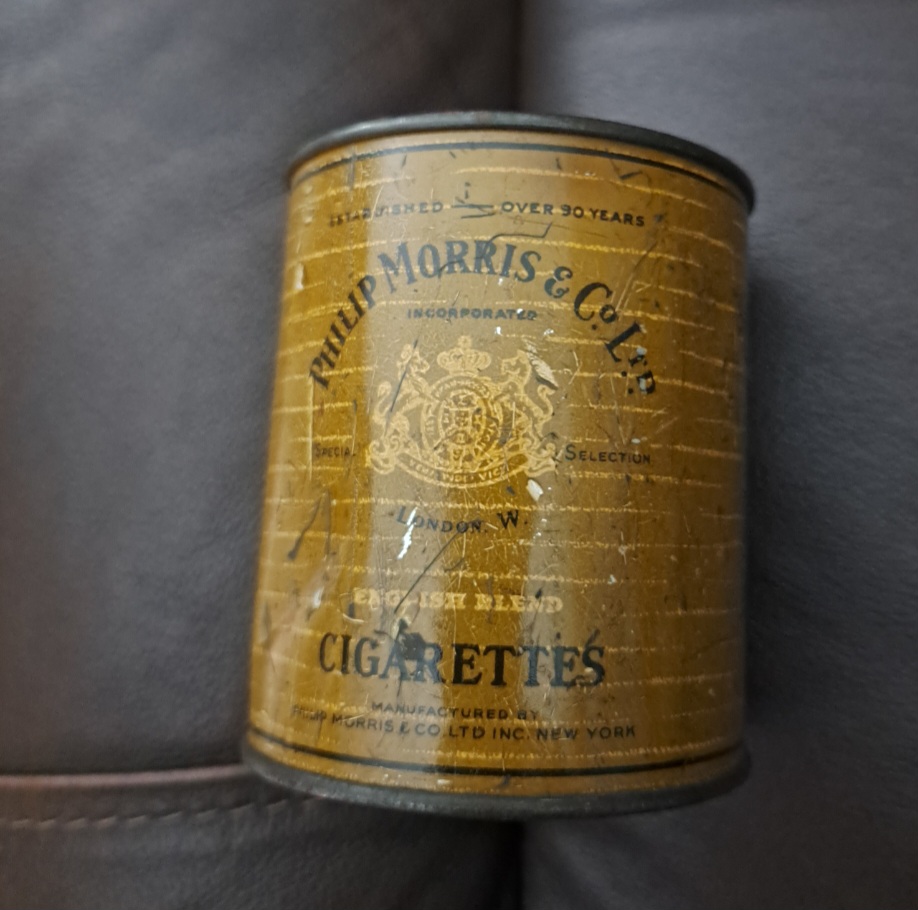 ESTABLISHED OVER 90 YEARS
PHILIP MORRIS & Co. LTD.
INCORPORATED
SPECIAL SELECTION
LONDON, W.
ENGLISH BLEND
CIGARETTES
MANUFACTURED BY
PHILIP MORRIS & CO. LTD INC. NEW YORK